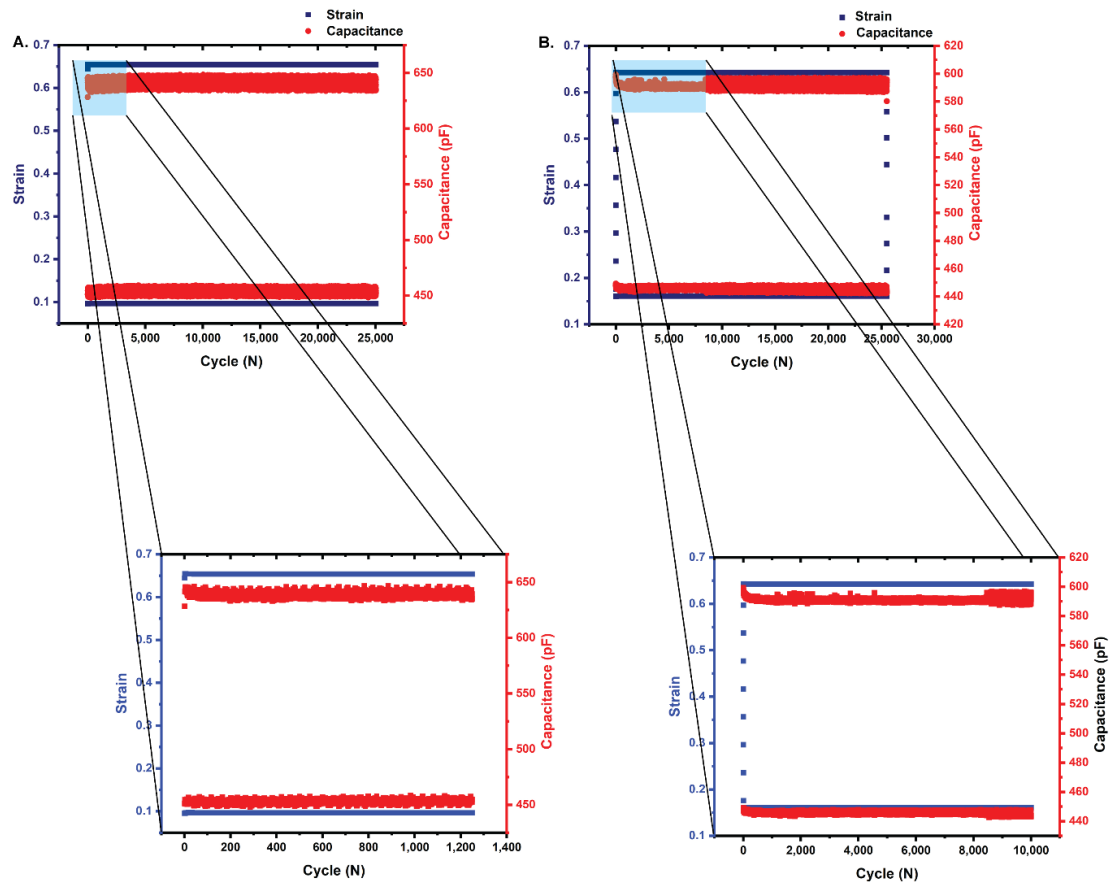 A.
Strain
Capacitance
0.7
0.6
0.5
0.4
0.3
0.2
0.1
Strain
650
600
550
500
450
Capacitance (pF)
0 5,000 10,000 15,000 20,000 25,000
Cycle (N)
B.
Strain
Capacitance
0.7
0.6
0.5
0.4
0.3
0.2
0.1
Strain
620
600
580
560
540
520
500
480
460
440
420
Capacitance (pF)
0 5,000 10,000 15,000 20,000 25,000 30,000
Cycle (N)
0.7
0.6
0.5
0.4
0.3
0.2
0.1
Strain
650
600
550
500
450
Capacitance (pF)
0 200 400 600 800 1,000 1,200 1,400
Cycle (N)
0.7
0.6
0.5
0.4
0.3
0.2
0.1
Strain
620
600
580
560
540
520
500
480
460
440
Capacitance (pF)
0 2,000 4,000 6,000 8,000 10,000
Cycle (N)